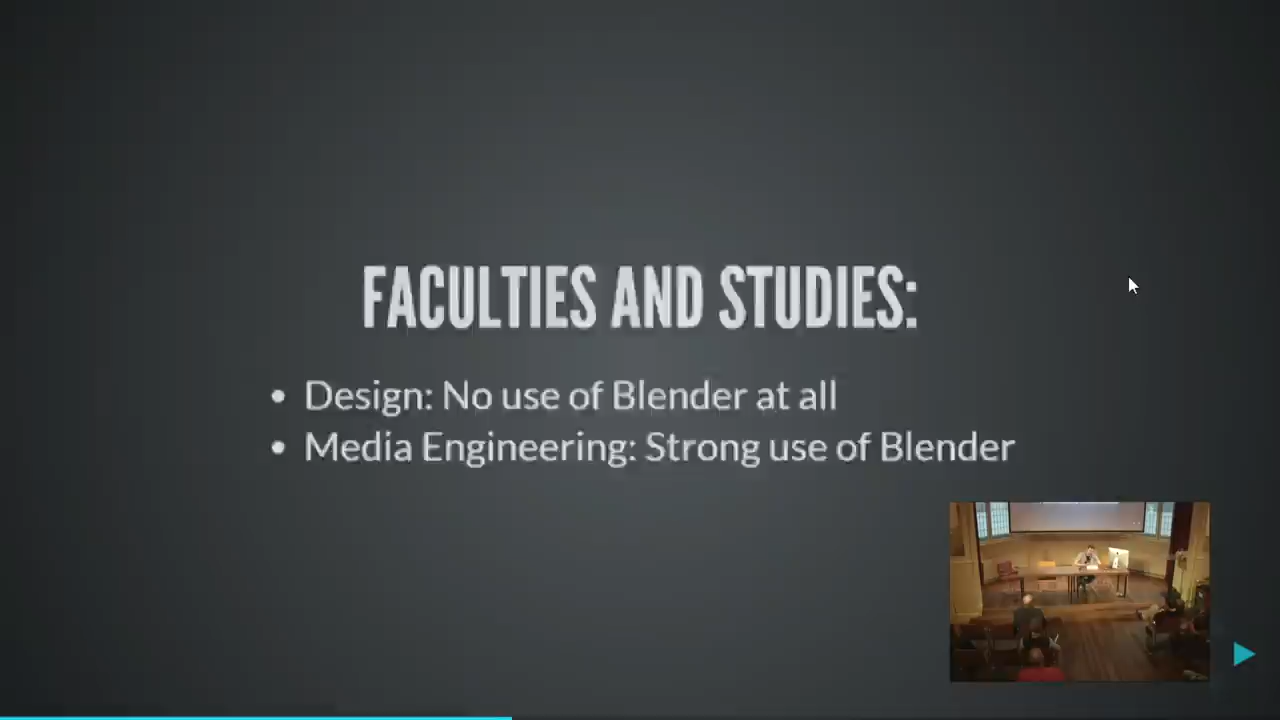 FACULTIES AND STUDIES:
Design: No use of Blender at all
Media Engineering: Strong use of Blender